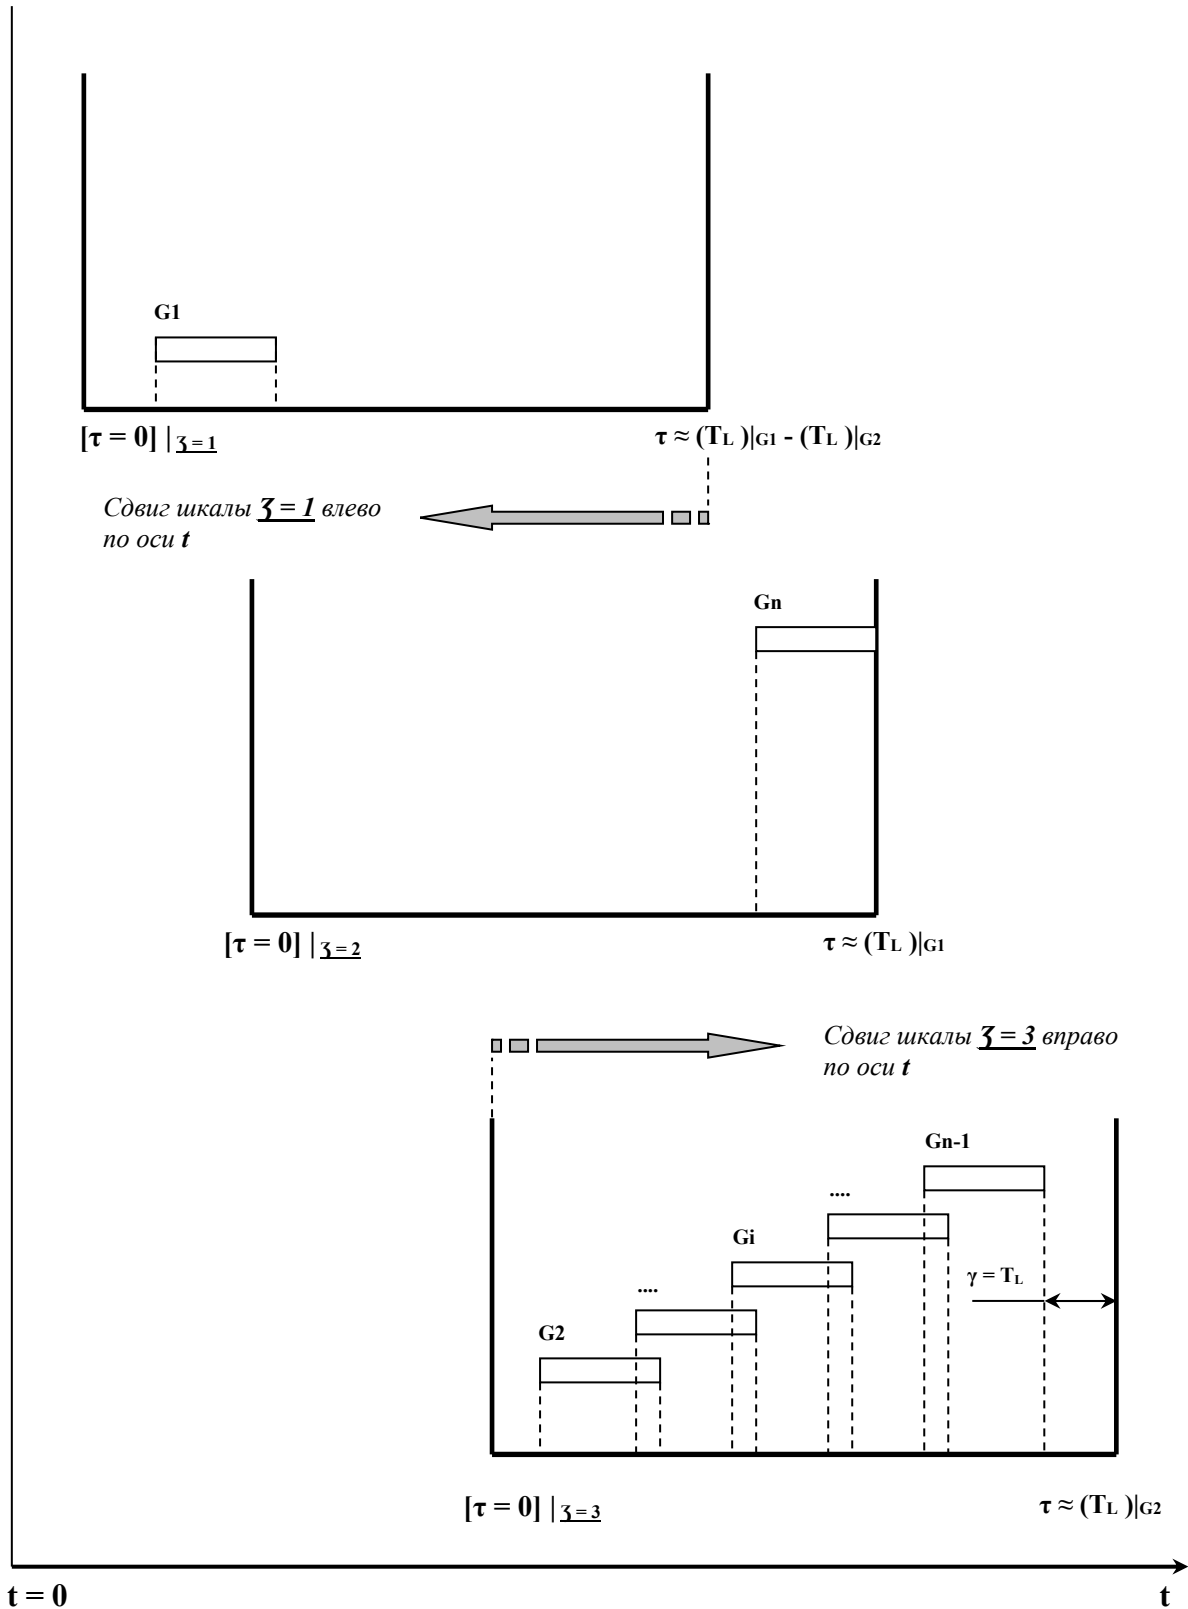 G1
[τ = 0] | ʒ = 1
τ ≈ (TL )|G1 - (TL )|G2
Сдвиг шкалы ʒ = 1 влево
по оси t
Gn
[τ = 0] | ʒ = 2
τ ≈ (TL )|G1
Сдвиг шкалы ʒ = 3 вправо
по оси t
Gn-1
....
Gi
γ = TL
....
G2
[τ = 0] | ʒ = 3
τ ≈ (TL )|G2
t = 0
t